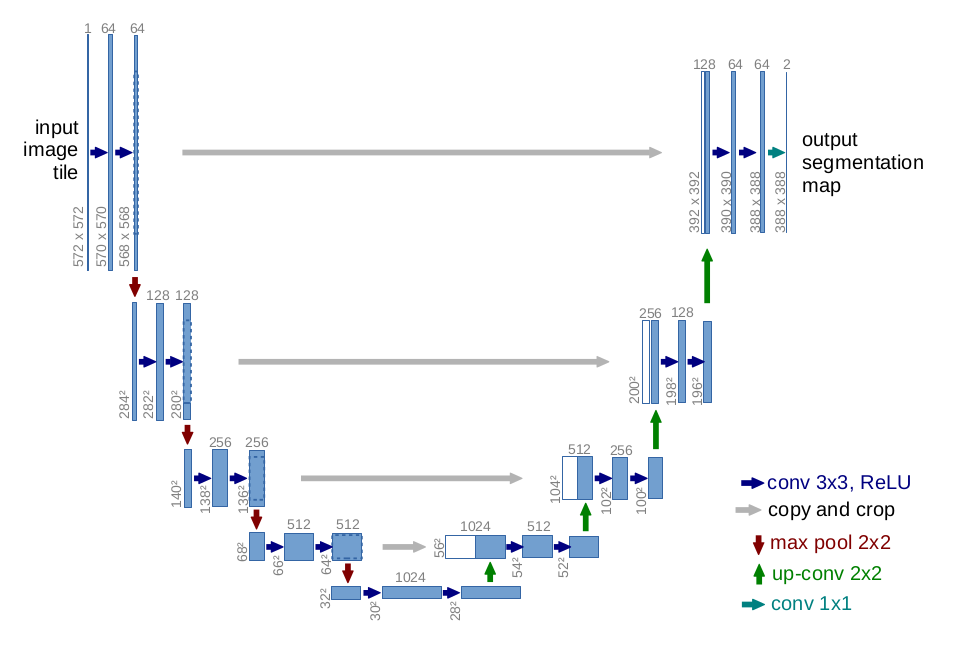 1 64 64
input
image
tile
572 x 572
570 x 570
568 x 568
128 64 64 2
output
segmentation
map
392 x 392
390 x 390
388 x 388
388 x 388
128 128
284²
282²
280²
256 128
200²
198²
196²
256 256
140²
138²
136²
512 256
104²
102²
100²
512 512
68²
66²
64²
1024 512
56²
54²
52²
1024
32²
30²
28²
conv 3x3, ReLU
copy and crop
max pool 2x2
up-conv 2x2
conv 1x1